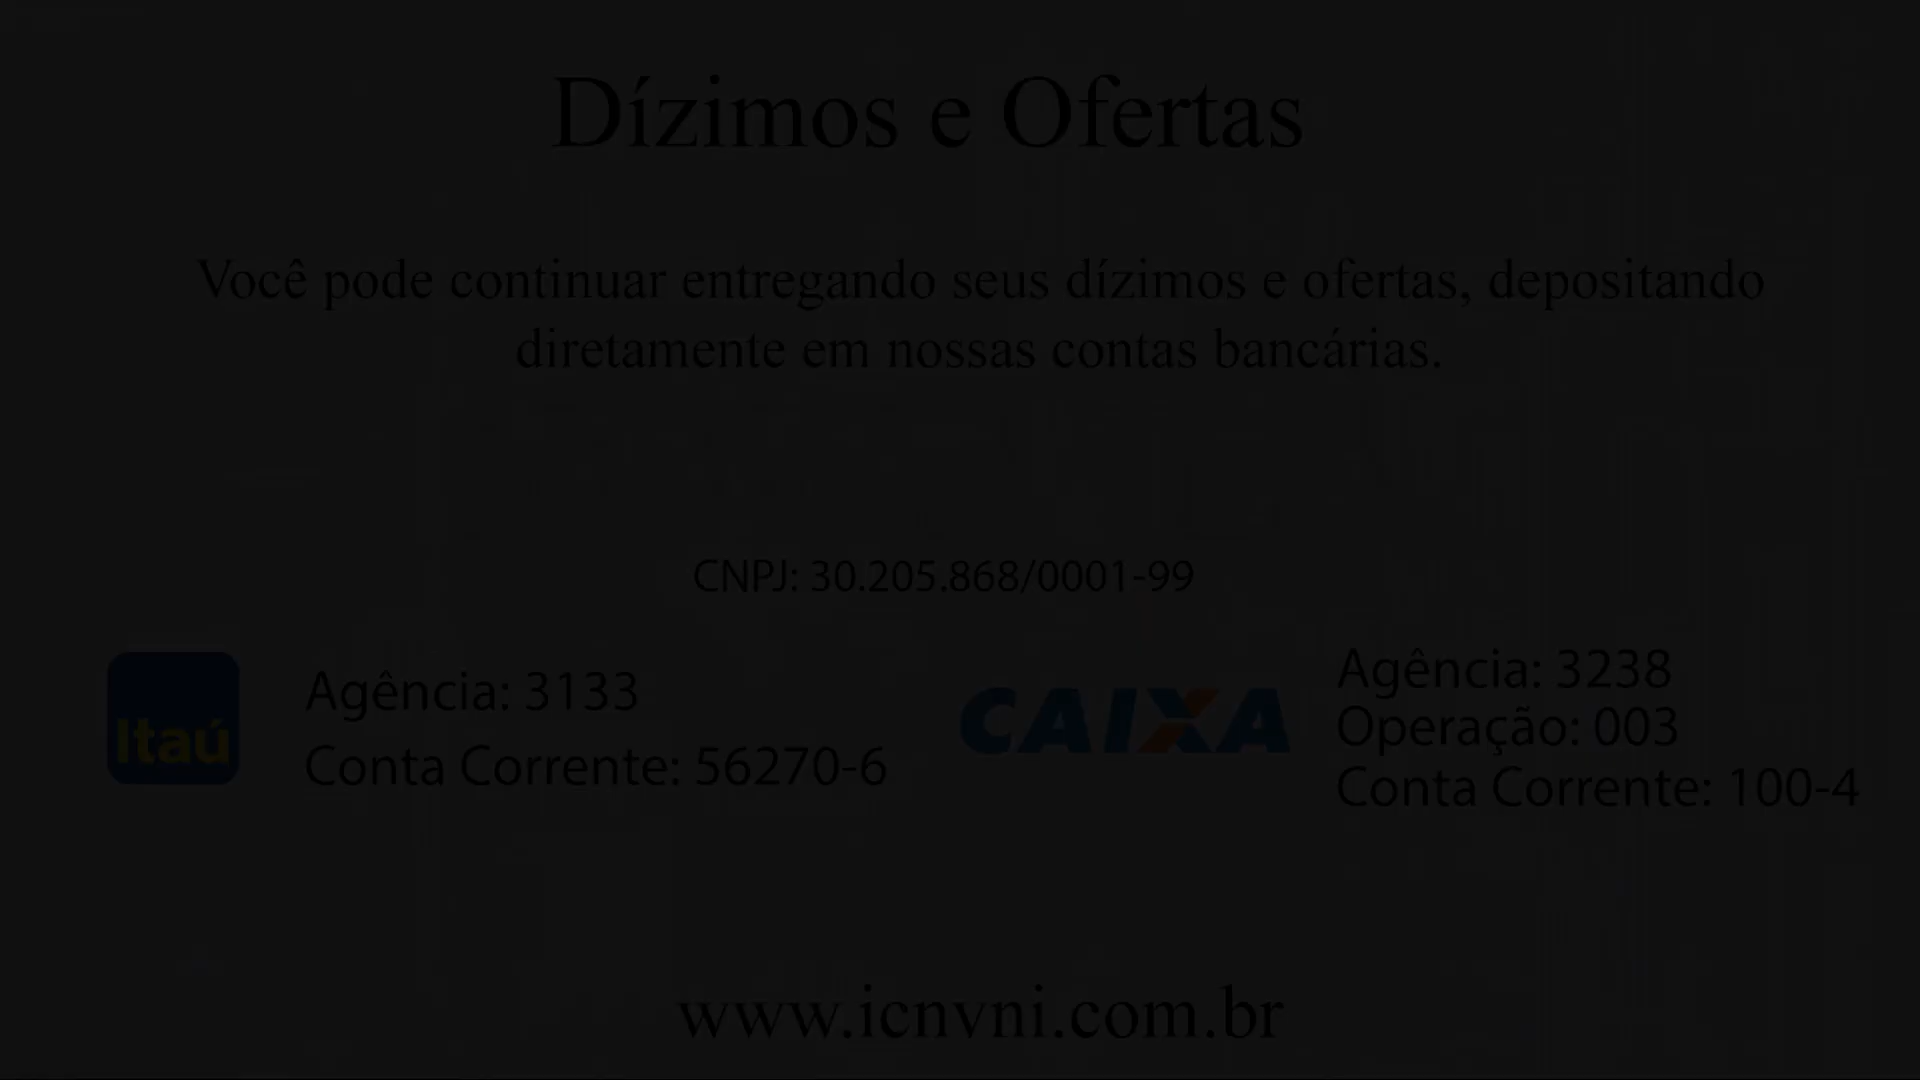 Dízimos e Ofertas
Você pode continuar entregando seus dízimos e ofertas, depositando
diretamente em nossas contas bancárias.
CNPJ: 30.205.868/0001-99
Itaú
Agência: 3133
Conta Corrente: 56270-6
CAIXA
Agência: 3238
Operação: 003
Conta Corrente: 100-4
www.icnvni.com.br